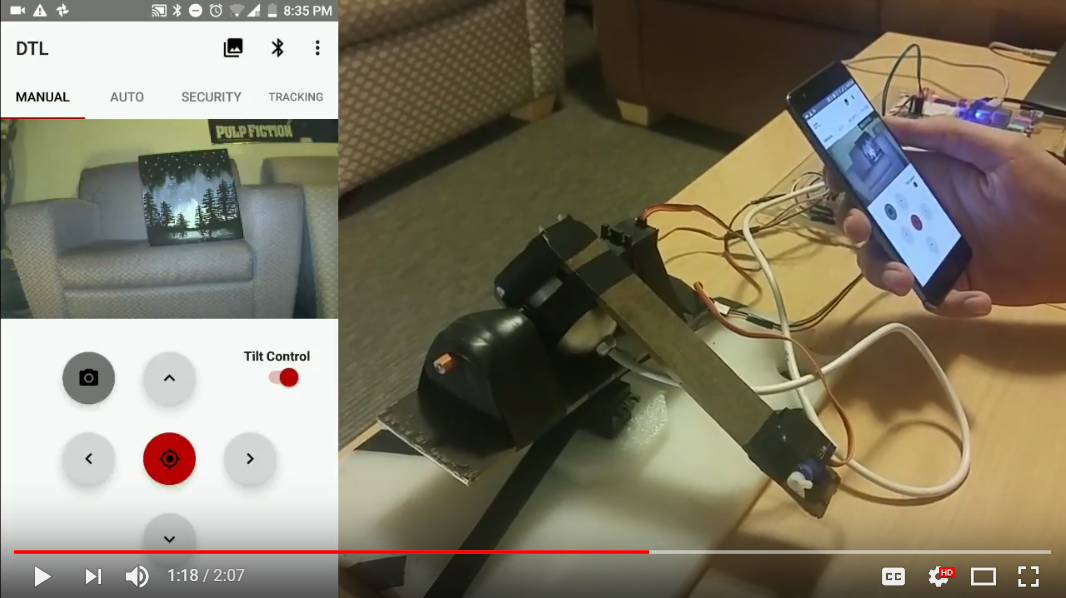 8:35 PM
DTL
MANUAL AUTO SECURITY TRACKING
PULP FICTION
Tilt Control
1:18 / 2:07
CC
HD